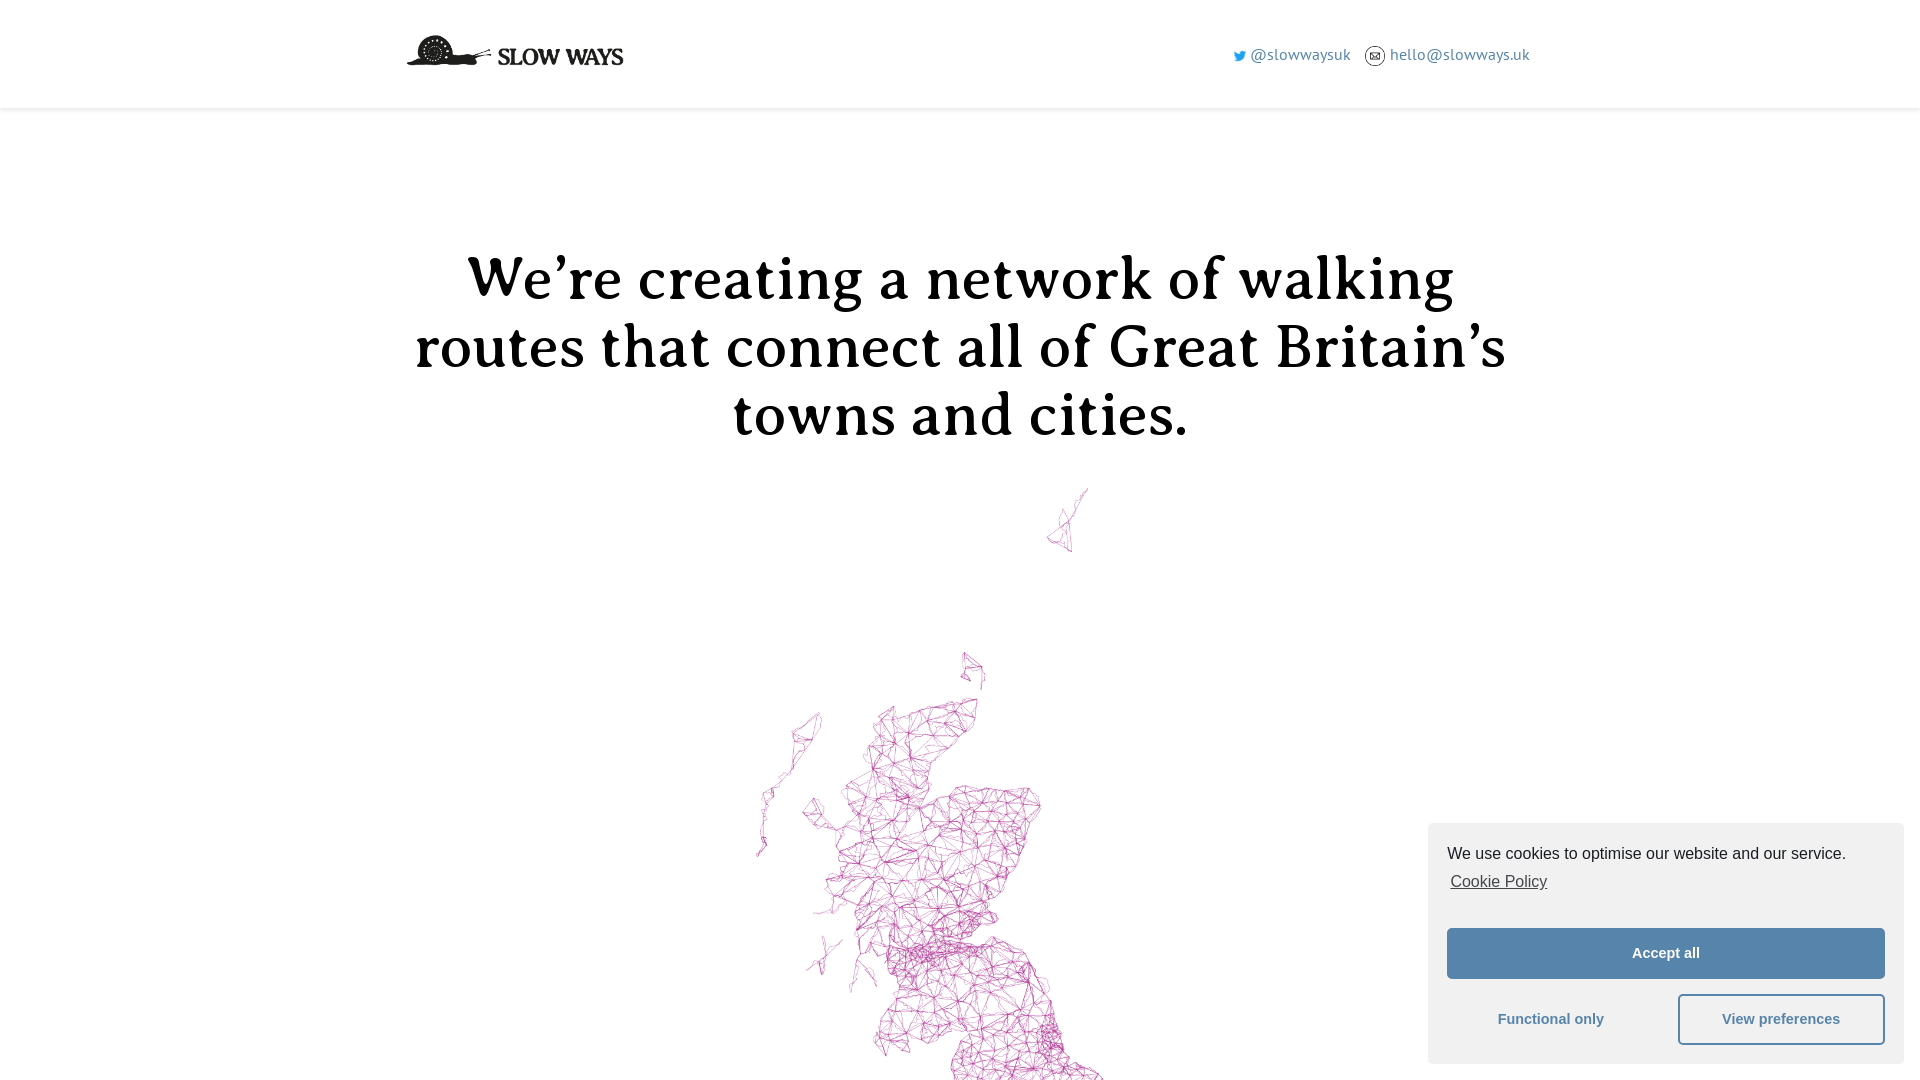 SLOW WAYS
@slowwaysuk
hello@slowways.uk
We’re creating a network of walking
routes that connect all of Great Britain’s
towns and cities.
We use cookies to optimise our website and our service.
Cookie Policy
Accept all
Functional only
View preferences